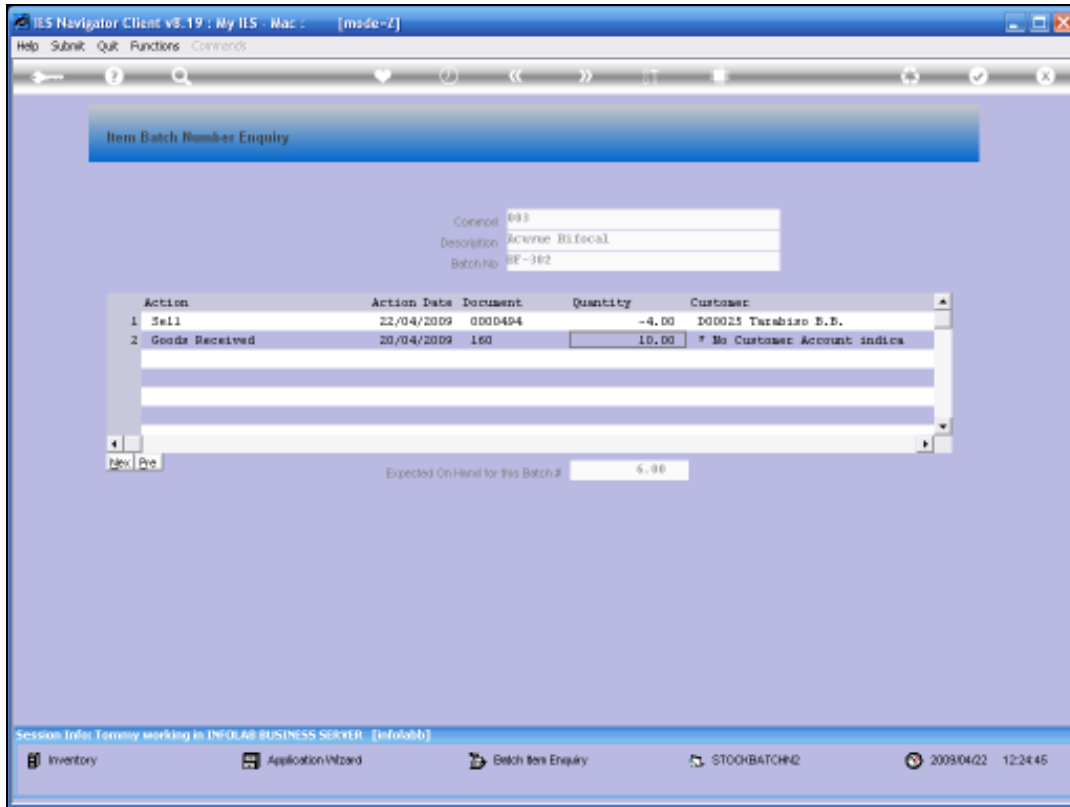 IES Navigator Client v8.19 : My IES - Mac : [mode=Z]
Help Submit Quit Functions Commends
Item Batch Number Enquiry
Commod 003
Description Acuvue Bifocal
Batch No BF-302
Action Action Date Document Quantity Customer
1 Sell 22/04/2009 0000494 -4.00 D00025 Tarabizo B.B.
2 Goods Received 20/04/2009 160 10.00 * No Customer Account indica
Nex Pre
Expected On Hand for this Batch # 6.00
Session Info: Tommy working in INFOLAB BUSINESS SERVER [infolabb]
Inventory Application Wizard Batch Item Enquiry STOCKBATCHN2 2009/04/22 12:24:45